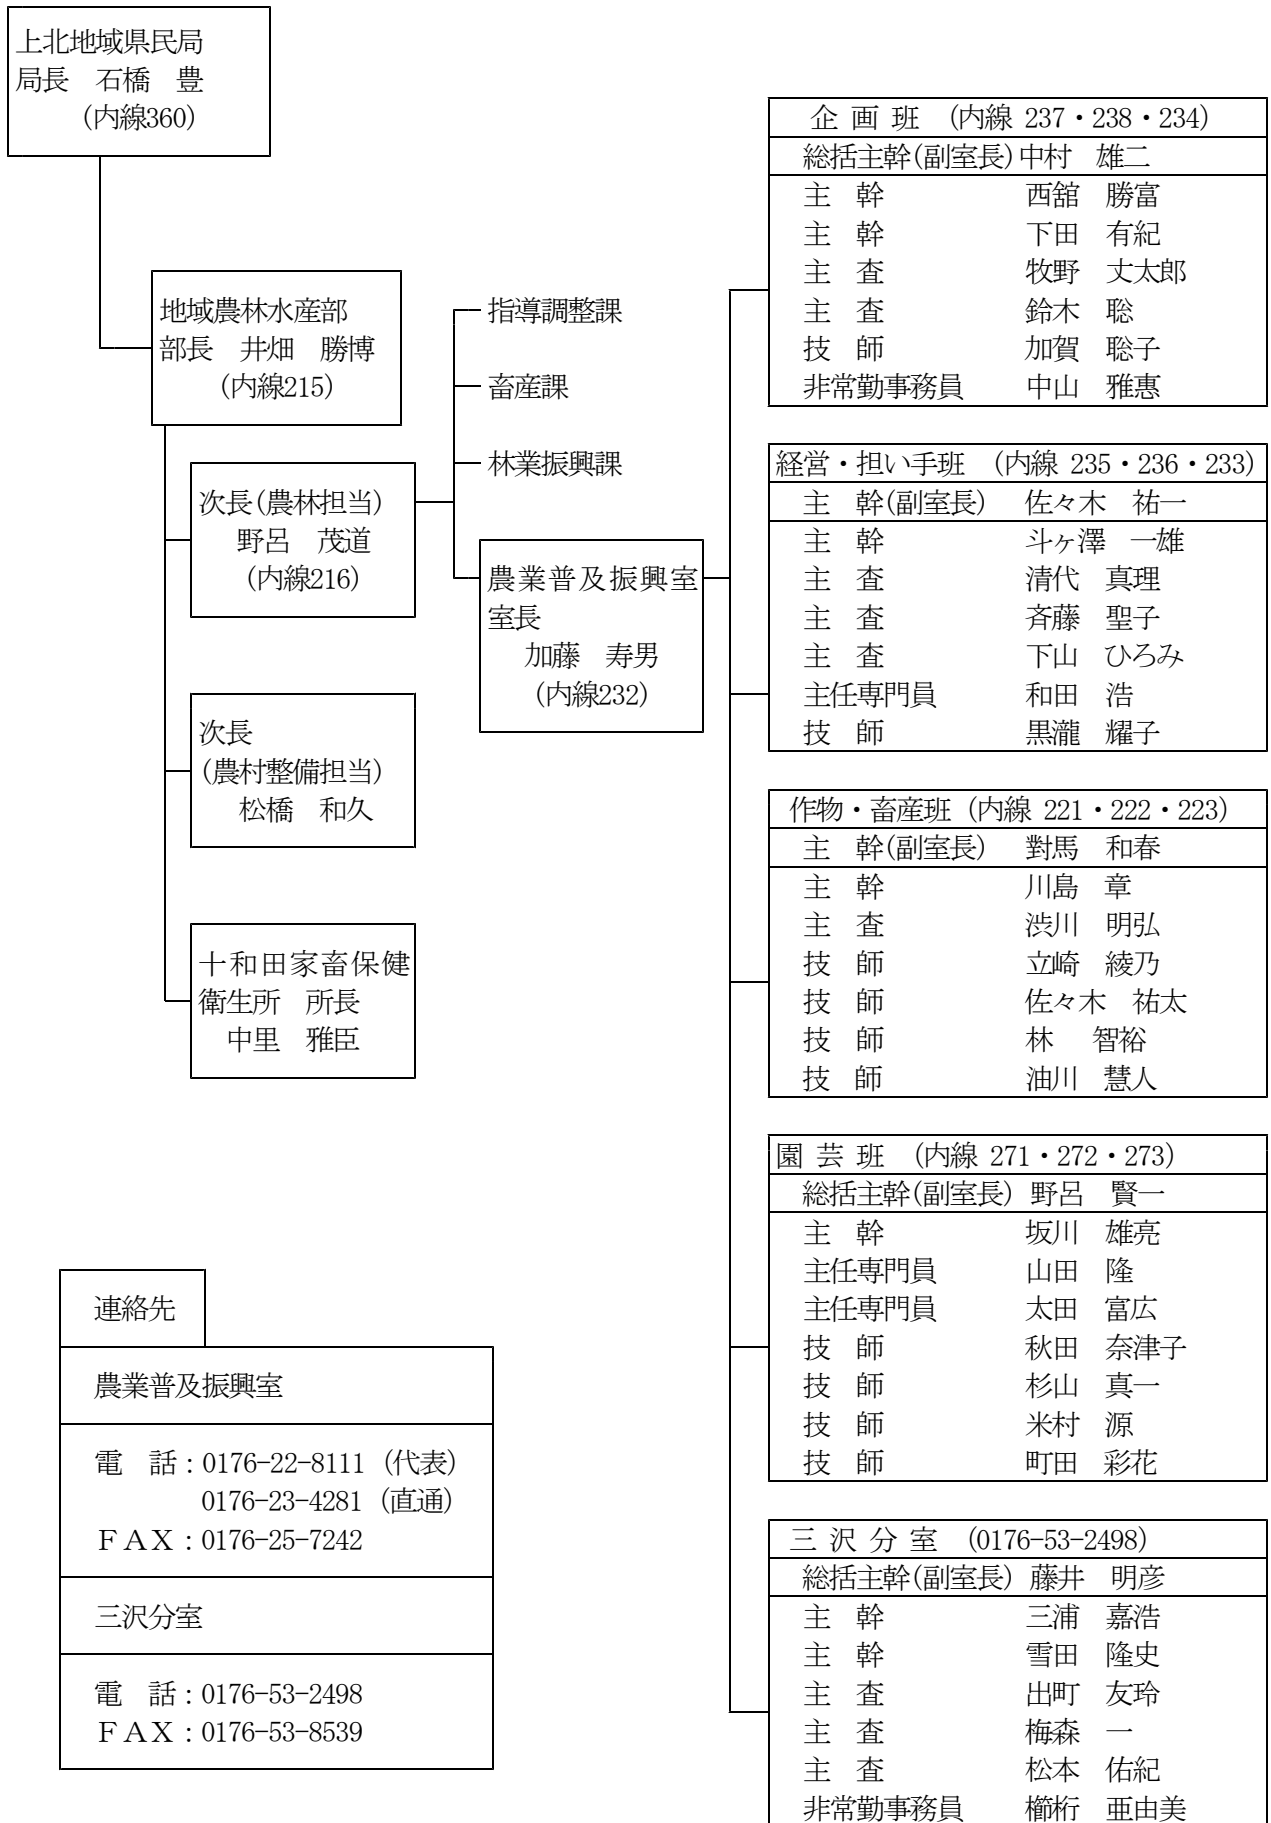 上北地域県民局
局長　石橋　豊
(内線360)
地域農林水産部
部長　井畑　勝博
(内線215)
次長(農林担当)
野呂　茂道
(内線216)
次長
(農村整備担当)
松橋　和久
十和田家畜保健
衛生所　所長
中里　雅臣
指導調整課
畜産課
林業振興課
農業普及振興室
室長
加藤　寿男
(内線232)
企 画 班　(内線 237・238・234)
総括主幹(副室長) 中村　雄二
主　幹　西舘　勝富
主　幹　下田　有紀
主　査　牧野　丈太郎
主　査　鈴木　聡
技　師　加賀　聡子
非常勤事務員　中山　雅惠
経営・担い手班　(内線 235・236・233)
主　幹(副室長)　佐々木　祐一
主　幹　斗ヶ澤　一雄
主　査　清代　真理
主　査　斉藤　聖子
主　査　下山　ひろみ
主任専門員　和田　浩
技　師　黒瀧　耀子
作物・畜産班 (内線 221・222・223)
主　幹(副室長)　對馬　和春
主　幹　川島　章
主　査　渋川　明弘
技　師　立崎　綾乃
技　師　佐々木　祐太
技　師　林　智裕
技　師　油川　慧人
園 芸 班　(内線 271・272・273)
総括主幹(副室長) 野呂　賢一
主　幹　坂川　雄亮
主任専門員　山田　隆
主任専門員　太田　富広
技　師　秋田　奈津子
技　師　杉山　真一
技　師　米村　源
技　師　町田　彩花
三 沢 分 室　(0176-53-2498)
総括主幹(副室長) 藤井　明彦
主　幹　三浦　嘉浩
主　幹　雪田　隆史
主　査　出町　友玲
主　査　梅森　一
主　査　松本　佑紀
非常勤事務員　櫛桁　亜由美
連絡先
農業普及振興室
電　話：0176-22-8111 (代表)
0176-23-4281 (直通)
ＦＡＸ：0176-25-7242
三沢分室
電　話：0176-53-2498
ＦＡＸ：0176-53-8539